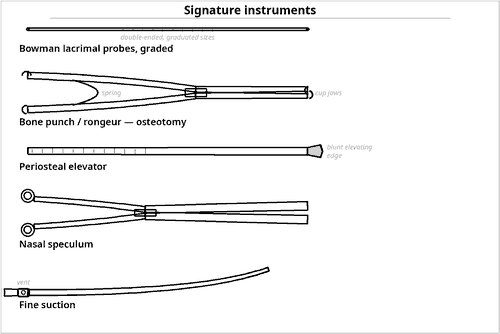 Signature instruments
double-ended, graduated sizes
Bowman lacrimal probes, graded
spring
cup jaws
Bone punch / rongeur — osteotomy
blunt elevating
edge
Periosteal elevator
Nasal speculum
vent
Fine suction